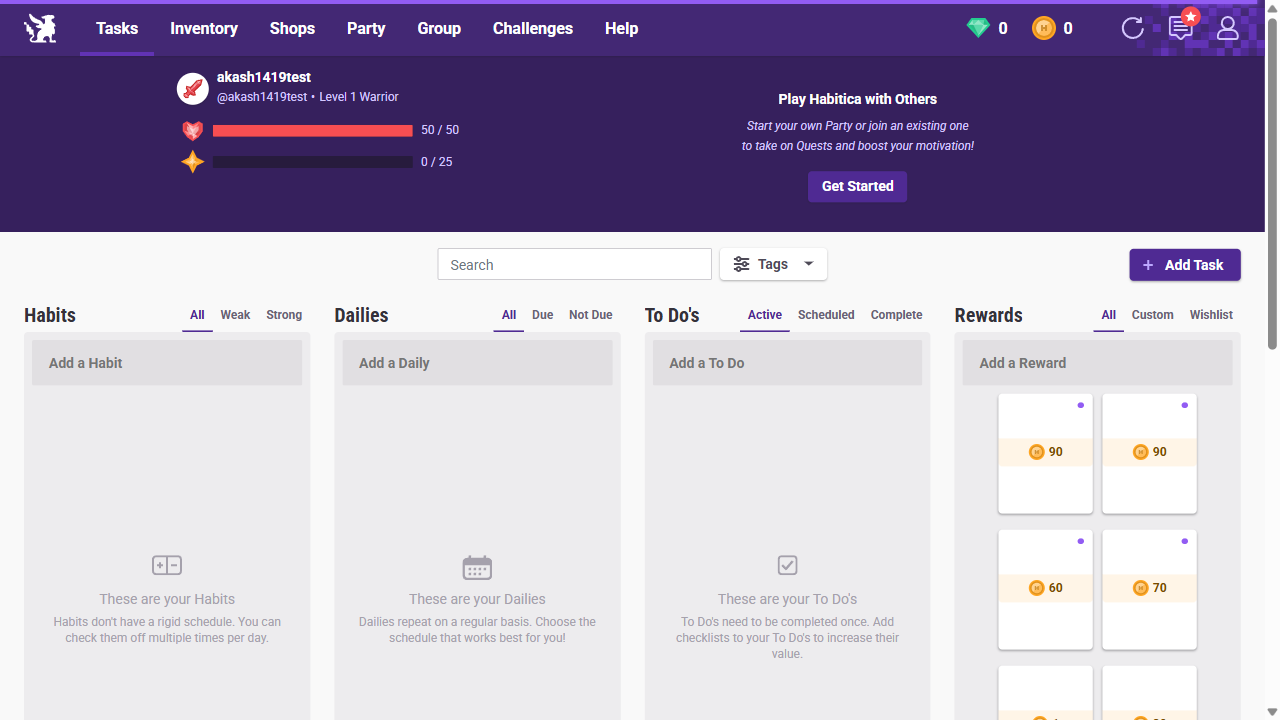 Tasks Inventory Shops Party Group Challenges Help 0 0
akash1419test
@akash1419test • Level 1 Warrior
50 / 50
0 / 25
Play Habitica with Others
Start your own Party or join an existing one
to take on Quests and boost your motivation!
Get Started
Search
Tags
+ Add Task
Habits All Weak Strong
Add a Habit
These are your Habits
Habits don't have a rigid schedule. You can
check them off multiple times per day.
Dailies All Due Not Due
Add a Daily
These are your Dailies
Dailies repeat on a regular basis. Choose the
schedule that works best for you!
To Do's Active Scheduled Complete
Add a To Do
These are your To Do's
To Do's need to be completed once. Add
checklists to your To Do's to increase their
value.
Rewards All Custom Wishlist
Add a Reward
90 90
60 70